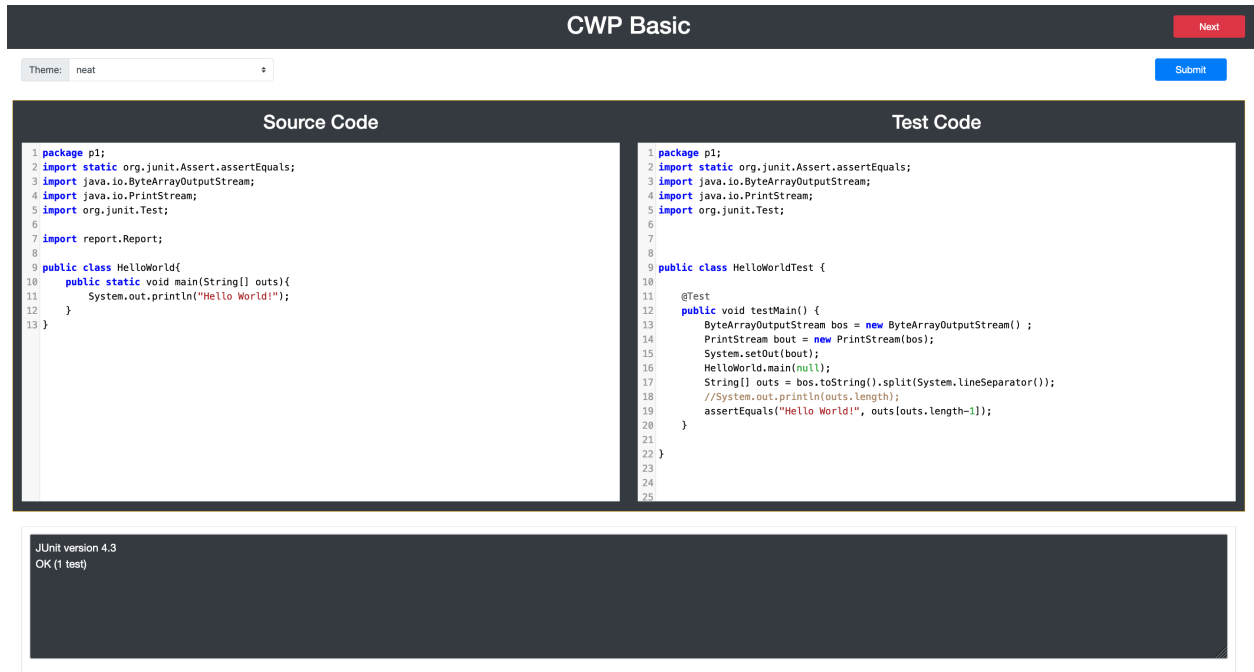 CWP Basic
Next
Theme: neat
Submit
Source Code
1 package p1;
2 import static org.junit.Assert.assertEquals;
3 import java.io.ByteArrayOutputStream;
4 import java.io.PrintStream;
5 import org.junit.Test;
6
7 import report.Report;
8
9 public class HelloWorld{
10     public static void main(String[] outs){
11         System.out.println("Hello World!");
12     }
13 }
Test Code
1 package p1;
2 import static org.junit.Assert.assertEquals;
3 import java.io.ByteArrayOutputStream;
4 import java.io.PrintStream;
5 import org.junit.Test;
6
7
8
9 public class HelloWorldTest {
10
11     @Test
12     public void testMain() {
13         ByteArrayOutputStream bos = new ByteArrayOutputStream() ;
14         PrintStream bout = new PrintStream(bos);
15         System.setOut(bout);
16         HelloWorld.main(null);
17         String[] outs = bos.toString().split(System.lineSeparator());
18         //System.out.println(outs.length);
19         assertEquals("Hello World!", outs[outs.length-1]);
20     }
21
22 }
23
24
25
JUnit version 4.3
OK (1 test)